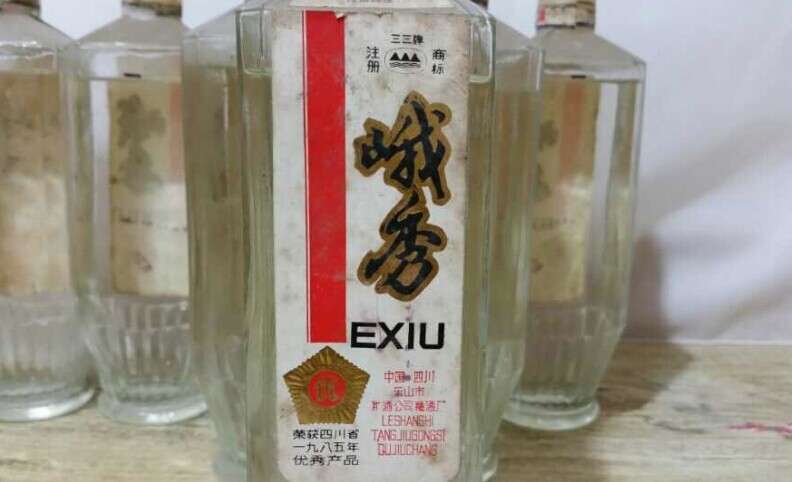 三三牌
注册 商标
峨秀
EXIU
荣获四川省
一九八五年
优秀产品
中国·四川
乐山市
LESHANSHI
TANGJIUGONGSI
QUJIUCHANG